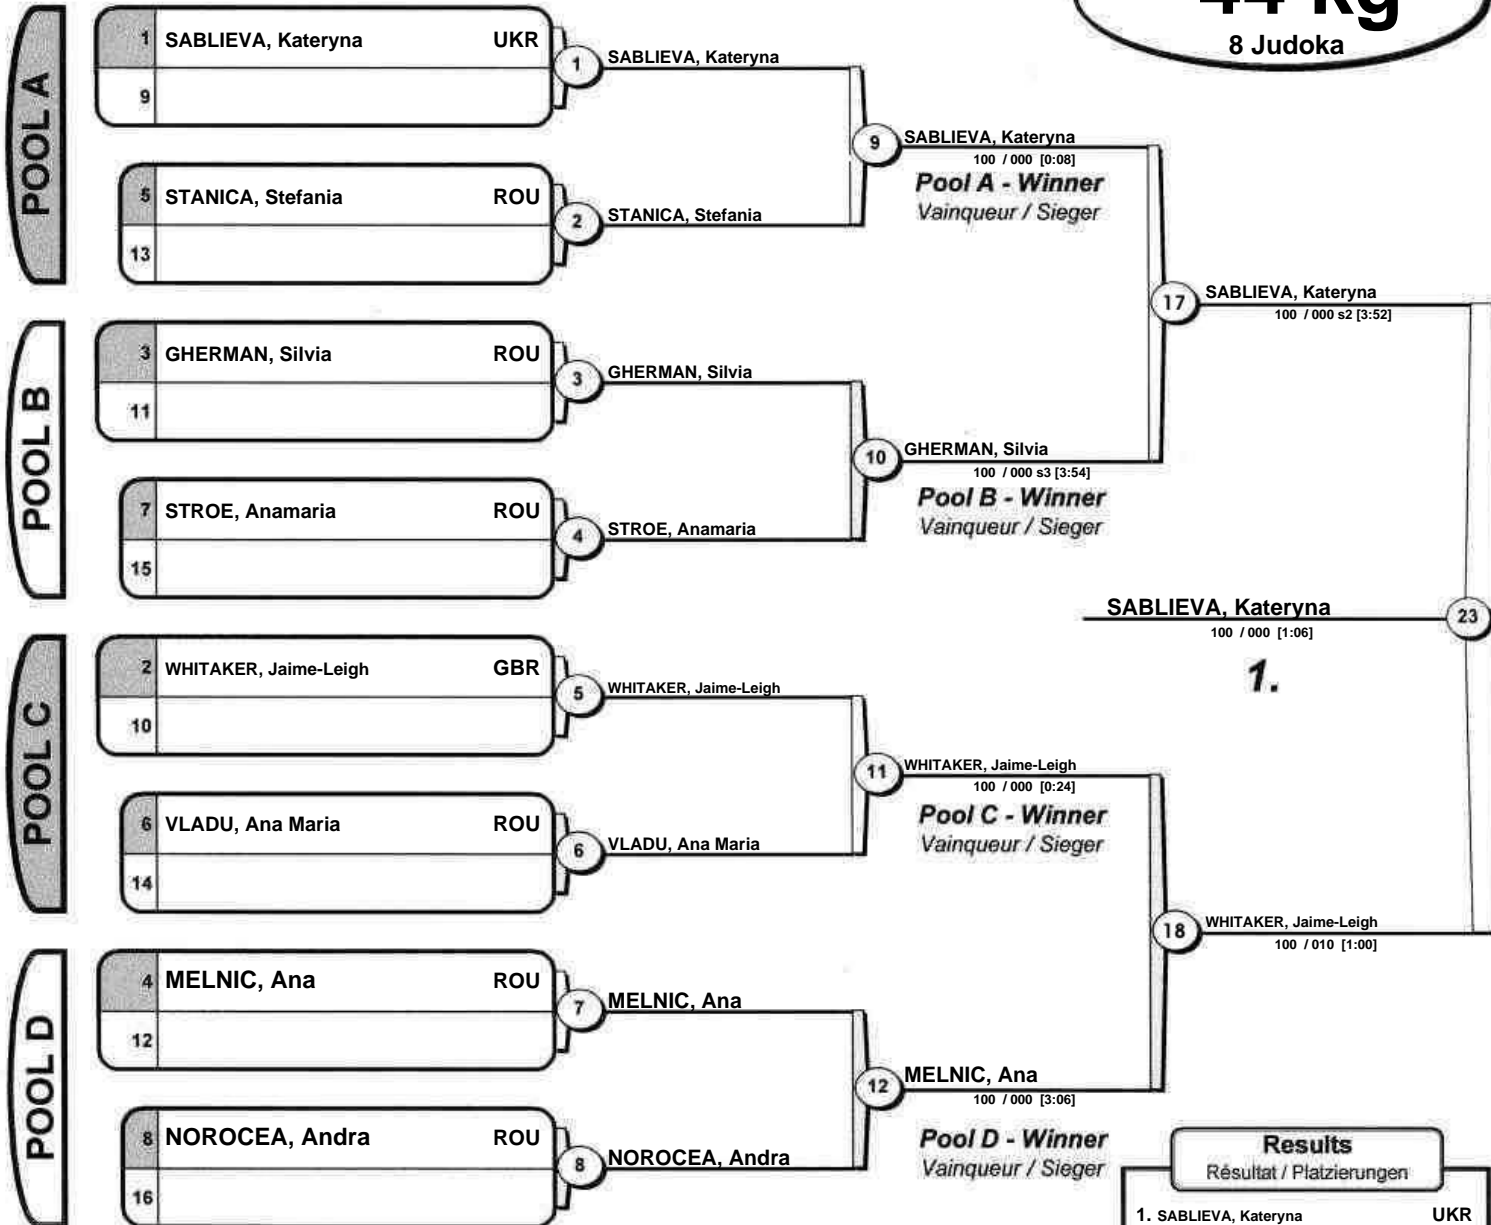 44 kg
8 Judoka
POOL A
1 SABLIEVA, Kateryna UKR
9
5 STANICA, Stefania ROU
13
1 SABLIEVA, Kateryna
2 STANICA, Stefania
9 SABLIEVA, Kateryna
100 / 000 [0:08]
Pool A - Winner
Vainqueur / Sieger
POOL B
3 GHERMAN, Silvia ROU
11
7 STROE, Anamaria ROU
15
3 GHERMAN, Silvia
4 STROE, Anamaria
10 GHERMAN, Silvia
100 / 000 s3 [3:54]
Pool B - Winner
Vainqueur / Sieger
17 SABLIEVA, Kateryna
100 / 000 s2 [3:52]
SABLIEVA, Kateryna 23
100 / 000 [1:06]
1.
POOL C
2 WHITAKER, Jaime-Leigh GBR
10
6 VLADU, Ana Maria ROU
14
5 WHITAKER, Jaime-Leigh
6 VLADU, Ana Maria
11 WHITAKER, Jaime-Leigh
100 / 000 [0:24]
Pool C - Winner
Vainqueur / Sieger
18 WHITAKER, Jaime-Leigh
100 / 010 [1:00]
POOL D
4 MELNIC, Ana ROU
12
8 NOROCEA, Andra ROU
16
7 MELNIC, Ana
8 NOROCEA, Andra
12 MELNIC, Ana
100 / 000 [3:06]
Pool D - Winner
Vainqueur / Sieger
Results
Résultat / Platzierungen
1. SABLIEVA, Kateryna UKR